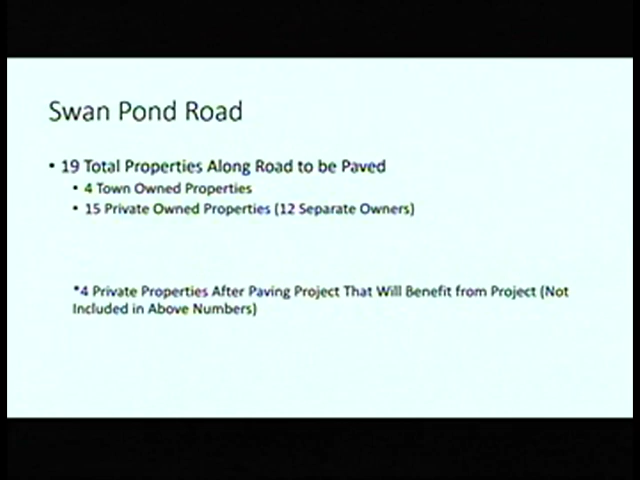 Swan Pond Road
• 19 Total Properties Along Road to be Paved
• 4 Town Owned Properties
• 15 Private Owned Properties (12 Separate Owners)
*4 Private Properties After Paving Project That Will Benefit from Project (Not
Included in Above Numbers)